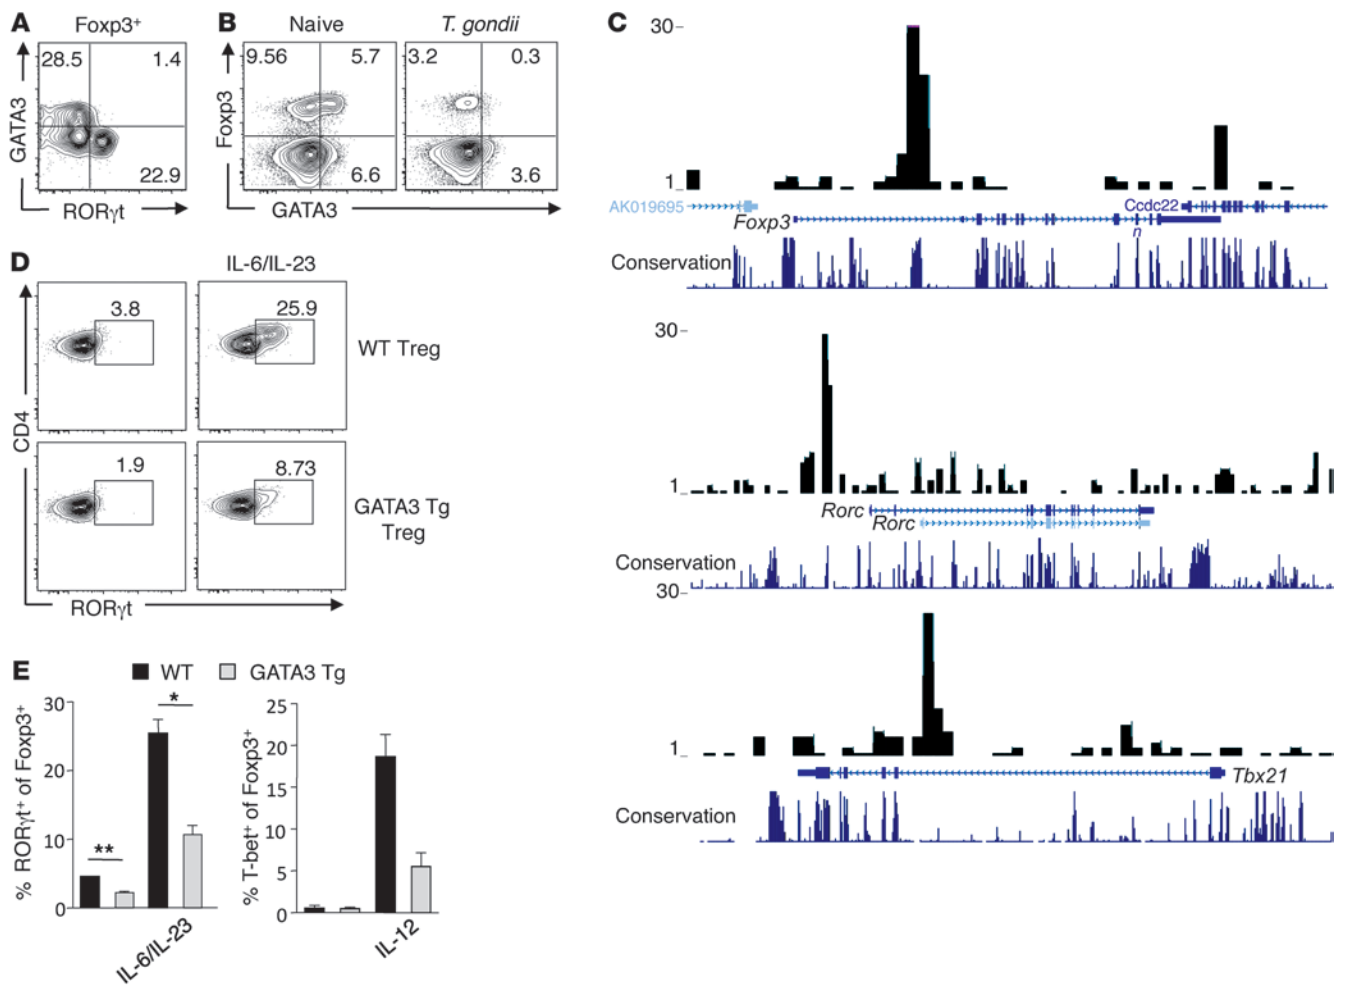 A
Foxp3⁺
28.5
1.4
22.9
GATA3
RORγt
B
Naive
T. gondii
9.56
5.7
6.6
3.2
0.3
3.6
Foxp3
GATA3
C
30
1
AK019695
Ccdc22
Foxp3
n
Conservation
30
1
Rorc
Rorc
Conservation
30
1
Tbx21
Conservation
D
IL-6/IL-23
3.8
25.9
WT Treg
1.9
8.73
GATA3 Tg
Treg
CD4
RORγt
E
WT
GATA3 Tg
% RORγt⁺ of Foxp3⁺
30
20
10
0
**
*
IL-6/IL-23
% T-bet⁺ of Foxp3⁺
25
20
15
10
5
0
IL-12